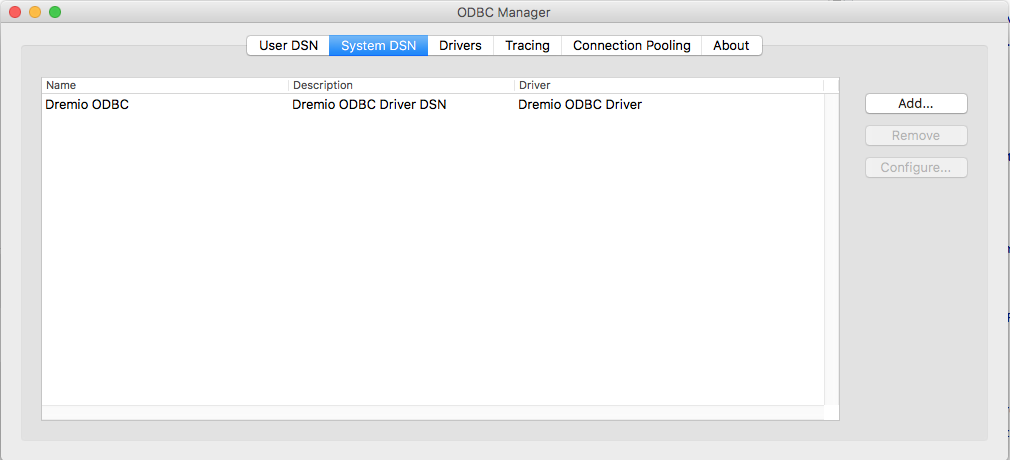 ODBC Manager
User DSN System DSN Drivers Tracing Connection Pooling About
Name Description Driver
Dremio ODBC Dremio ODBC Driver DSN Dremio ODBC Driver
Add...
Remove
Configure...